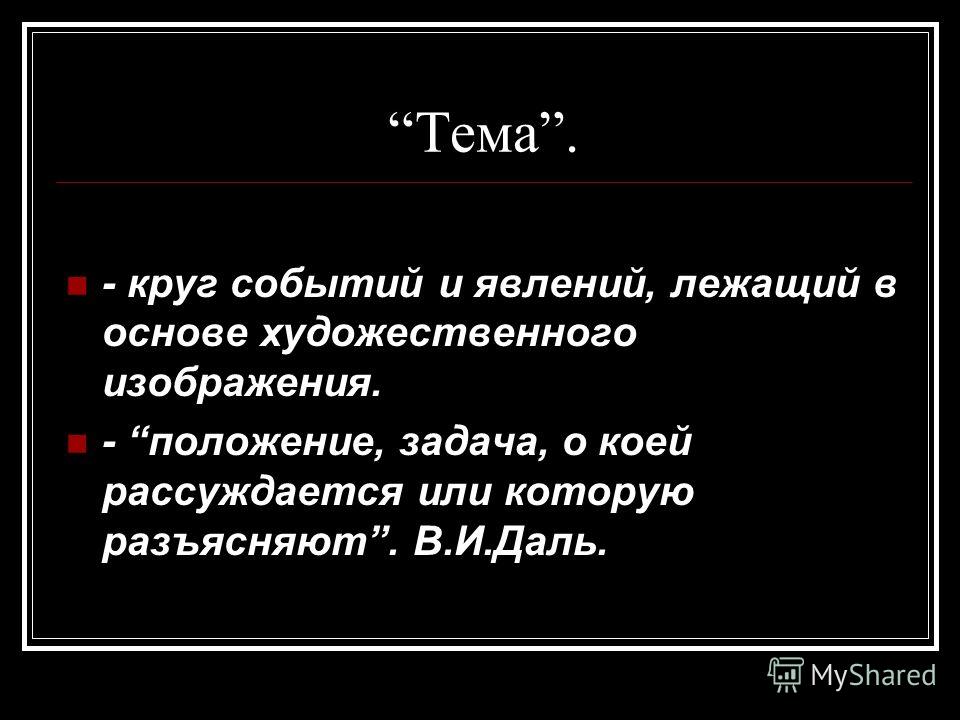 “Тема”.
- круг событий и явлений, лежащий в
основе художественного
изображения.
- “положение, задача, о коей
рассуждается или которую
разъясняют”. В.И.Даль.
MyShared